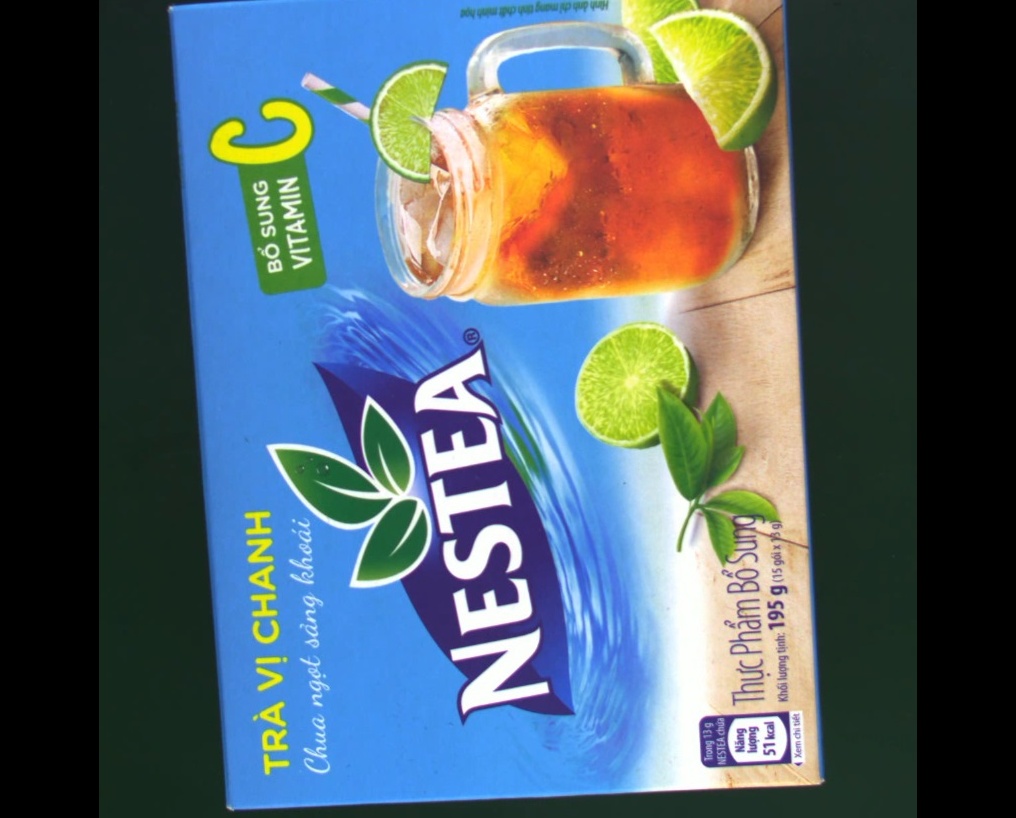 TRÀ VỊ CHANH
Chua ngọt sảng khoái
BỔ SUNG
VITAMIN
C
NESTEA®
Hình ảnh chỉ mang tính chất minh họa
Trong 13 g
NESTEA chứa
Năng
lượng
51 kcal
Xem chi tiết
Thực Phẩm Bổ Sung
Khối lượng tịnh: 195 g (15 gói x 13 g)